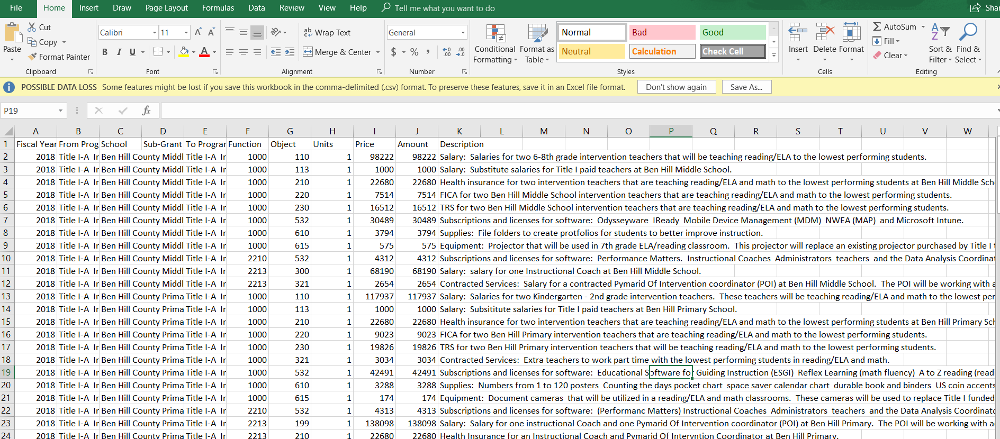 File Home Insert Draw Page Layout Formulas Data Review View Help Tell me what you want to do
Cut
Copy
Format Painter
Paste
Clipboard
Calibri 11 A A
B I U A
Font
ab Wrap Text
Merge & Center
Alignment
General
$ % , .00 .00
Number
Conditional Formatting
Format as Table
Normal Bad Good
Neutral Calculation Check Cell
Styles
Insert Delete Format
Cells
AutoSum
Fill
Clear
Sort & Filter
Find & Select
Editing
POSSIBLE DATA LOSS Some features might be lost if you save this workbook in the comma-delimited (.csv) format. To preserve these features, save it in an Excel file format. Don't show again Save As...
P19 fx
A B C D E F G H I J K L M N O P Q R S T U V W
1 Fiscal Year From Prog School Sub-Grant To Prograr Function Object Units Price Amount Description
2 2018 Title I-A Ir Ben Hill County Middl Title I-A Ir 1000 110 1 98222 98222 Salary: Salaries for two 6-8th grade intervention teachers that will be teaching reading/ELA to the lowest performing students.
3 2018 Title I-A Ir Ben Hill County Middl Title I-A Ir 1000 113 1 1000 1000 Salary: Substitute salaries for Title I paid teachers at Ben Hill Middle School.
4 2018 Title I-A Ir Ben Hill County Middl Title I-A Ir 1000 210 1 22680 22680 Health insurance for two intervention teachers that are teaching reading/ELA and math to the lowest performing students at Ben Hill Middle Sch
5 2018 Title I-A Ir Ben Hill County Middl Title I-A Ir 1000 220 1 7514 7514 FICA for two Ben Hill Middle School intervention teachers that are teaching reading/ELA and math to the lowest performing students.
6 2018 Title I-A Ir Ben Hill County Middl Title I-A Ir 1000 230 1 16512 16512 TRS for two Ben Hill Middle School intervention teachers that are teaching reading/ELA and math to the lowest performing students.
7 2018 Title I-A Ir Ben Hill County Middl Title I-A Ir 1000 532 1 30489 30489 Subscriptions and licenses for software: Odysseyware IReady Mobile Device Management (MDM) NWEA (MAP) and Microsoft Intune.
8 2018 Title I-A Ir Ben Hill County Middl Title I-A Ir 1000 610 1 3794 3794 Supplies: File folders to create protfolios for students to better improve instruction.
9 2018 Title I-A Ir Ben Hill County Middl Title I-A Ir 1000 615 1 575 575 Equipment: Projector that will be used in 7th grade ELA/reading classroom. This projector will replace an existing projector purchased by Title I
10 2018 Title I-A Ir Ben Hill County Middl Title I-A Ir 2210 532 1 4312 4312 Subscriptions and licenses for software: Performance Matters. Instructional Coaches Administrators teachers and the Data Analysis Coordinat
11 2018 Title I-A Ir Ben Hill County Middl Title I-A Ir 2213 300 1 68190 68190 Salary: salary for one Instructional Coach at Ben Hill Middle School.
12 2018 Title I-A Ir Ben Hill County Middl Title I-A Ir 2213 321 1 2654 2654 Contracted Services: Salary for a contracted Pymarid Of Intervention coordinator (POI) at Ben Hill Middle School. The POI will be working with a
13 2018 Title I-A Ir Ben Hill County Prima Title I-A Ir 1000 110 1 117937 117937 Salary: Salaries for two Kindergarten - 2nd grade intervention teachers. These teachers will be teaching reading/ELA and math to the lowest per
14 2018 Title I-A Ir Ben Hill County Prima Title I-A Ir 1000 113 1 1000 1000 Salary: Subsititute salaries for Title I paid teachers at Ben Hill Primary School.
15 2018 Title I-A Ir Ben Hill County Prima Title I-A Ir 1000 210 1 22680 22680 Health insurance for two intervention teachers that are teaching reading/ELA and math to the lowest performing students at Ben Hill Primary Sch
16 2018 Title I-A Ir Ben Hill County Prima Title I-A Ir 1000 220 1 9023 9023 FICA for two Ben Hill Primary intervention teachers that are teaching reading/ELA and math to the lowest performing students.
17 2018 Title I-A Ir Ben Hill County Prima Title I-A Ir 1000 230 1 19826 19826 TRS for two Ben Hill Primary intervention teachers that will be teaching reading/ELA and math to the lowest performing students.
18 2018 Title I-A Ir Ben Hill County Prima Title I-A Ir 1000 321 1 3034 3034 Contracted Services: Extra teachers to work part time with the lowest performing students in reading/ELA and math.
19 2018 Title I-A Ir Ben Hill County Prima Title I-A Ir 1000 532 1 42491 42491 Subscriptions and licenses for software: Educational Software for Guiding Instruction (ESGI) Reflex Learning (math fluency) A to Z reading (readi
20 2018 Title I-A Ir Ben Hill County Prima Title I-A Ir 1000 610 1 3288 3288 Supplies: Numbers from 1 to 120 posters Counting the days pocket chart space saver calendar chart durable book and binders US coin accents
21 2018 Title I-A Ir Ben Hill County Prima Title I-A Ir 1000 615 1 174 174 Equipment: Document cameras that will be utilized in a reading/ELA and math classrooms. These cameras will be used to replace Title I funded
22 2018 Title I-A Ir Ben Hill County Prima Title I-A Ir 2210 532 1 4313 4313 Subscriptions and licenses for software: (Performanc Matters) Instructional Coaches Administrators teachers and the Data Analysis Coordinatc
23 2018 Title I-A Ir Ben Hill County Prima Title I-A Ir 2213 199 1 138098 138098 Salary: Salary for one instructional Coach and one Pymarid Of Intervention coordinator (POI) at Ben Hill Primary. The POI will be working with a
24 2018 Title I-A Ir Ben Hill County Prima Title I-A Ir 2213 210 1 22680 22680 Health Insurance for an Instructional Coach and Pymarid Of Intervntion Coordinator at Ben Hill Primary.